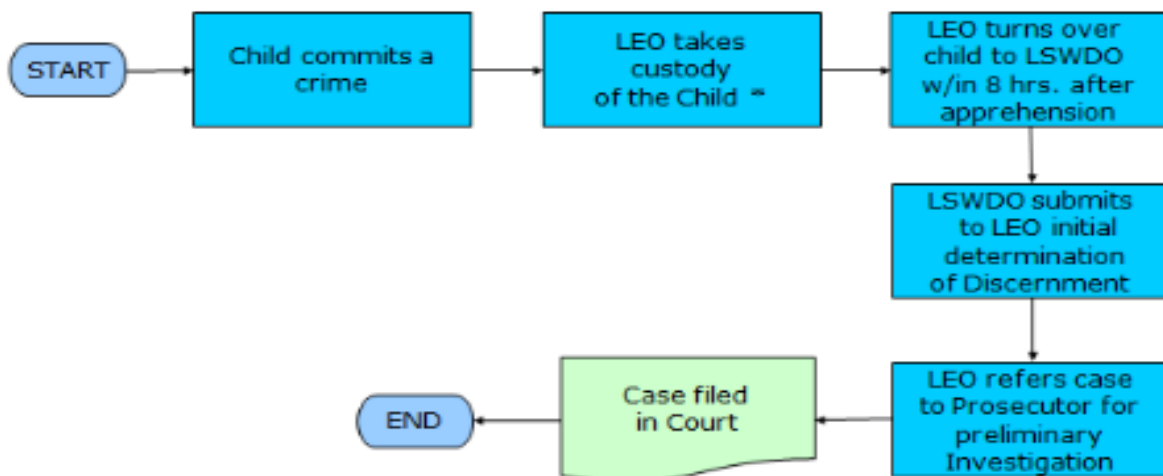 START
Child commits a
crime
LEO takes
custody
of the Child *
LEO turns over
child to LSWDO
w/in 8 hrs. after
apprehension
LSWDO submits
to LEO initial
determination
of Discernment
LEO refers case
to Prosecutor for
preliminary
Investigation
Case filed
in Court
END